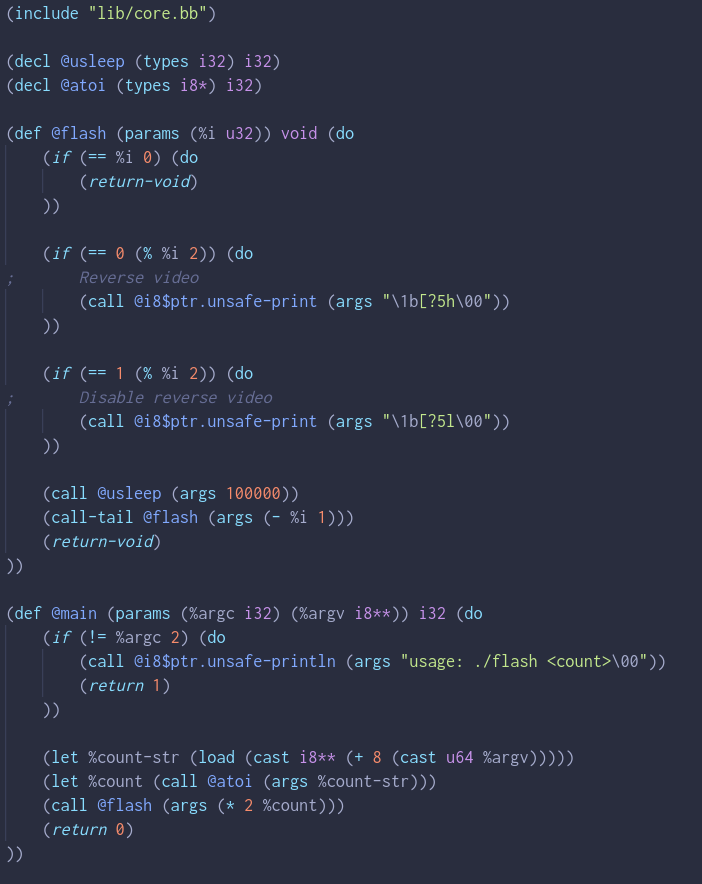 (include "lib/core.bb")

(decl @usleep (types i32) i32)
(decl @atoi (types i8*) i32)

(def @flash (params (%i u32)) void (do
    (if (== %i 0) (do
        (return-void)
    ))

    (if (== 0 (% %i 2)) (do
;       Reverse video
        (call @i8$ptr.unsafe-print (args "\1b[?5h\00"))
    ))

    (if (== 1 (% %i 2)) (do
;       Disable reverse video
        (call @i8$ptr.unsafe-print (args "\1b[?5l\00"))
    ))

    (call @usleep (args 100000))
    (call-tail @flash (args (- %i 1)))
    (return-void)
))

(def @main (params (%argc i32) (%argv i8**)) i32 (do
    (if (!= %argc 2) (do
        (call @i8$ptr.unsafe-println (args "usage: ./flash <count>\00"))
        (return 1)
    ))

    (let %count-str (load (cast i8** (+ 8 (cast u64 %argv)))))
    (let %count (call @atoi (args %count-str)))
    (call @flash (args (* 2 %count)))
    (return 0)
))